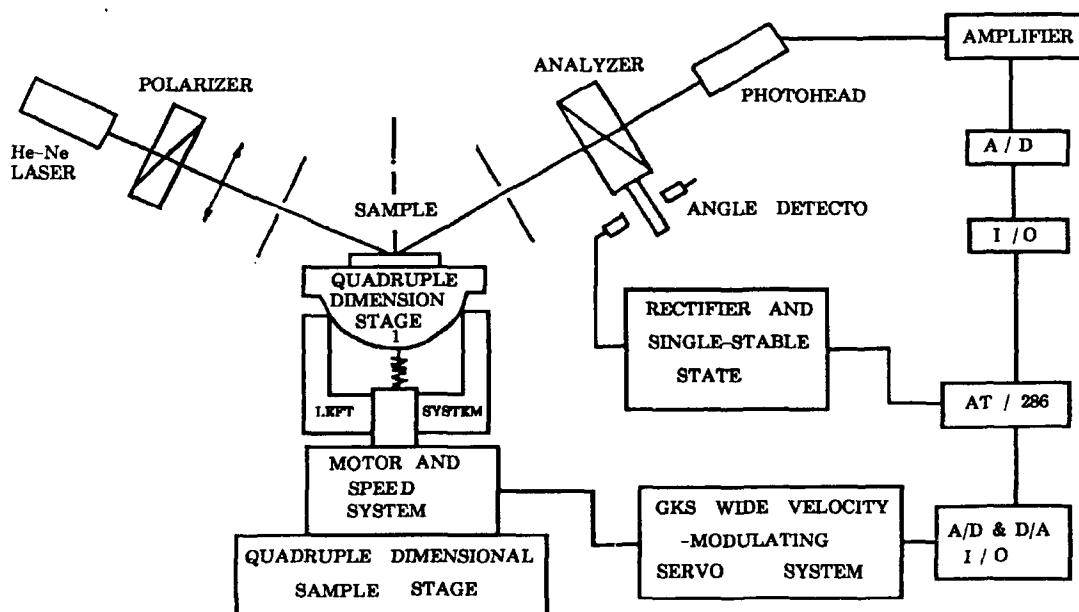 AMPLIFIER
ANALYZER
POLARIZER
PHOTOHEAD
He-Ne
LASER
A / D
SAMPLE
ANGLE DETECTO
I / O
QUADRUPLE
DIMENSION
STAGE
1
RECTIFIER AND
SINGLE-STABLE
STATE
LEFT SYSTEM
AT / 286
MOTOR AND
SPEED
SYSTEM
GKS WIDE VELOCITY
-MODULATING
SERVO SYSTEM
A/D & D/A
I / O
QUADRUPLE DIMENSIONAL
SAMPLE STAGE